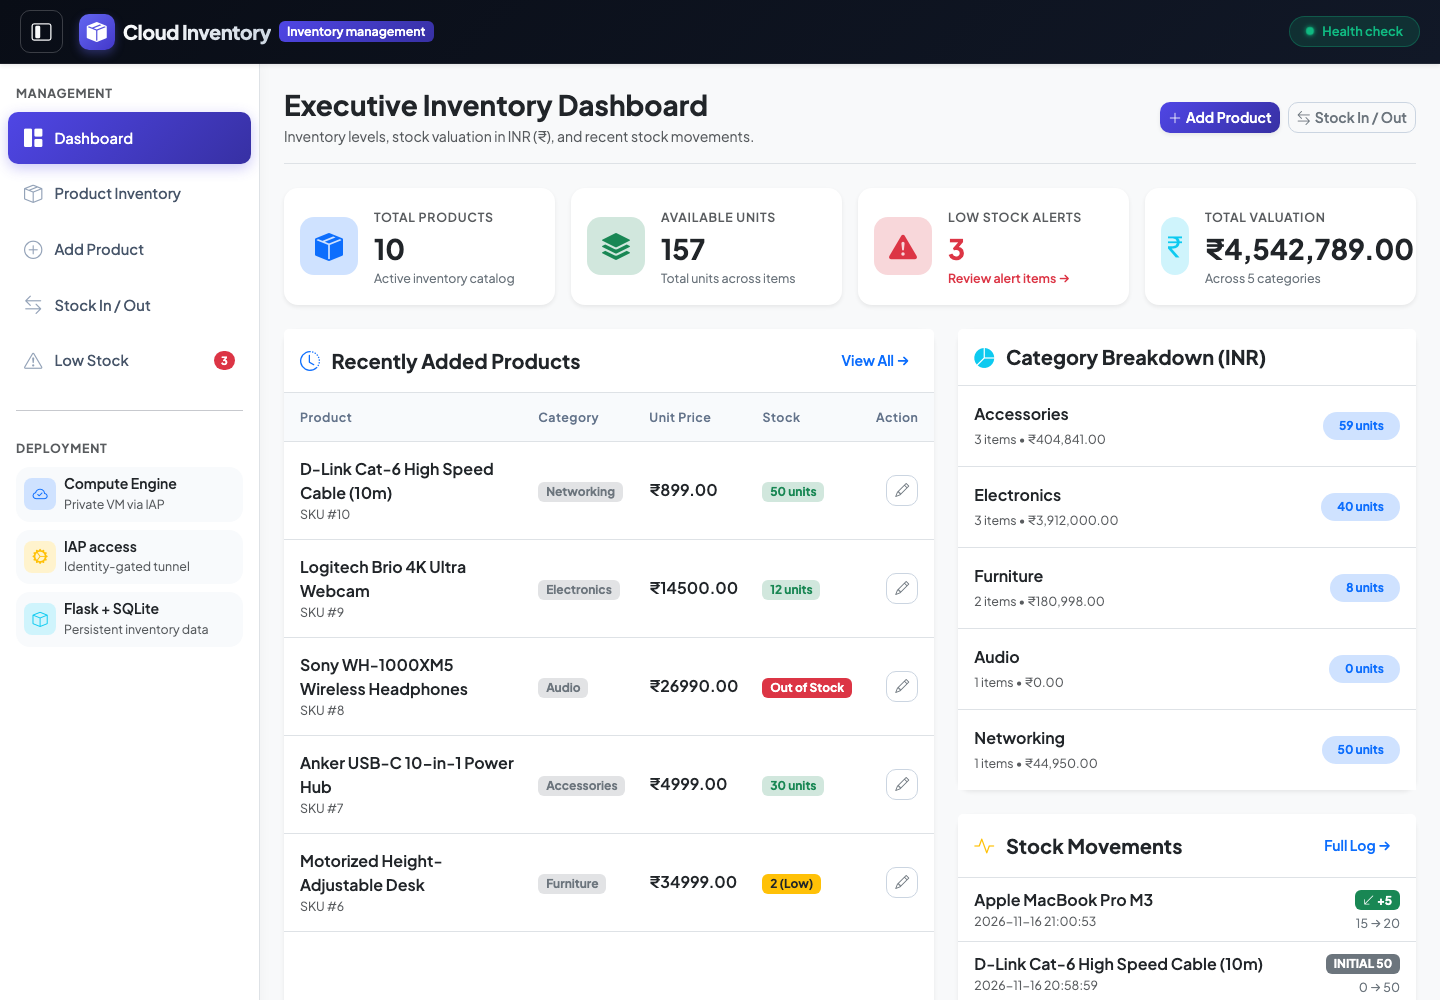 Cloud Inventory
Inventory management
Health check
MANAGEMENT
Dashboard
Product Inventory
Add Product
Stock In / Out
Low Stock
3
DEPLOYMENT
Compute Engine
Private VM via IAP
IAP access
Identity-gated tunnel
Flask + SQLite
Persistent inventory data
Executive Inventory Dashboard
Inventory levels, stock valuation in INR (₹), and recent stock movements.
+ Add Product
Stock In / Out
TOTAL PRODUCTS
10
Active inventory catalog
AVAILABLE UNITS
157
Total units across items
LOW STOCK ALERTS
3
Review alert items →
₹
TOTAL VALUATION
₹4,542,789.00
Across 5 categories
Recently Added Products
View All →
Product Category Unit Price Stock Action
D-Link Cat-6 High Speed
Cable (10m)
SKU #10
Networking
₹899.00
50 units
Logitech Brio 4K Ultra
Webcam
SKU #9
Electronics
₹14500.00
12 units
Sony WH-1000XM5
Wireless Headphones
SKU #8
Audio
₹26990.00
Out of Stock
Anker USB-C 10-in-1 Power
Hub
SKU #7
Accessories
₹4999.00
30 units
Motorized Height-
Adjustable Desk
SKU #6
Furniture
₹34999.00
2 (Low)
Category Breakdown (INR)
Accessories
3 items • ₹404,841.00
59 units
Electronics
3 items • ₹3,912,000.00
40 units
Furniture
2 items • ₹180,998.00
8 units
Audio
1 items • ₹0.00
0 units
Networking
1 items • ₹44,950.00
50 units
Stock Movements
Full Log →
Apple MacBook Pro M3
2026-11-16 21:00:53
↙ +5
15 → 20
D-Link Cat-6 High Speed Cable (10m)
2026-11-16 20:58:59
INITIAL 50
0 → 50